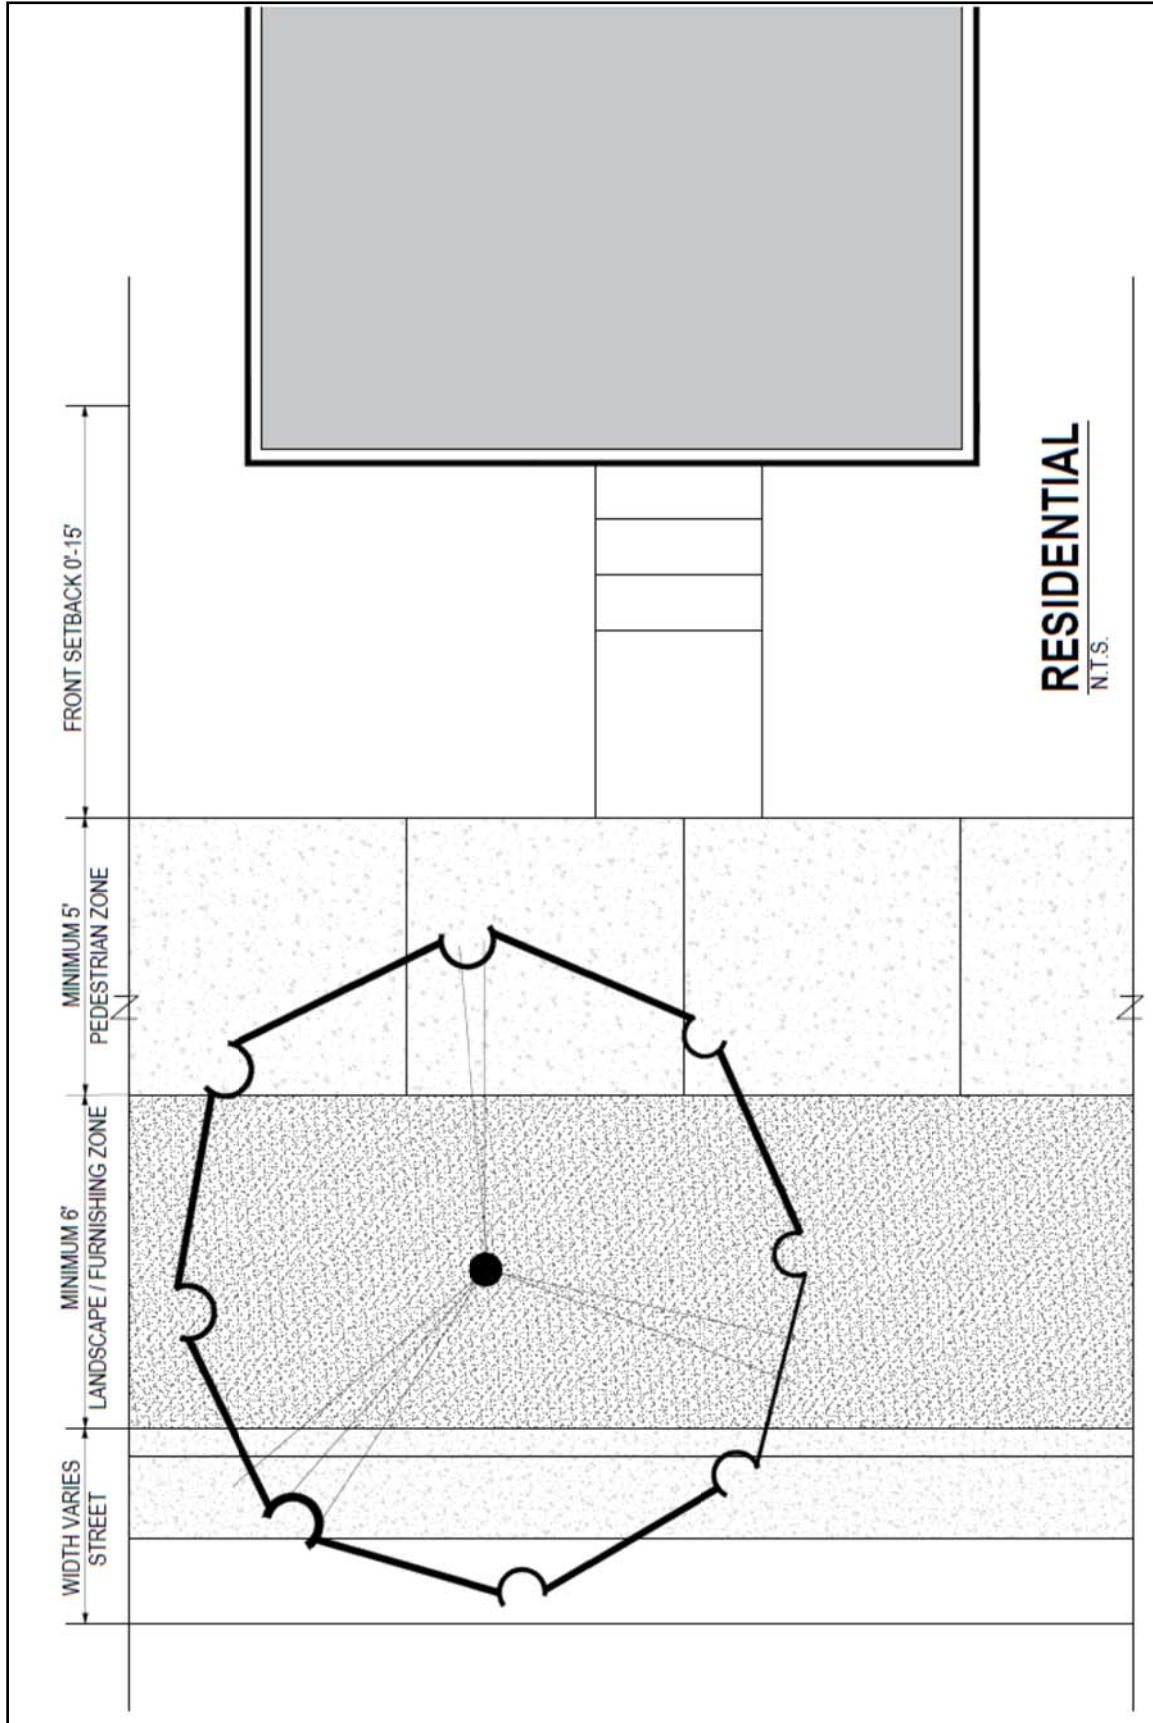 WIDTH VARIES
STREET
MINIMUM 6'
LANDSCAPE / FURNISHING ZONE
MINIMUM 5'
PEDESTRIAN ZONE
FRONT SETBACK 0'-15'
RESIDENTIAL
N.T.S.